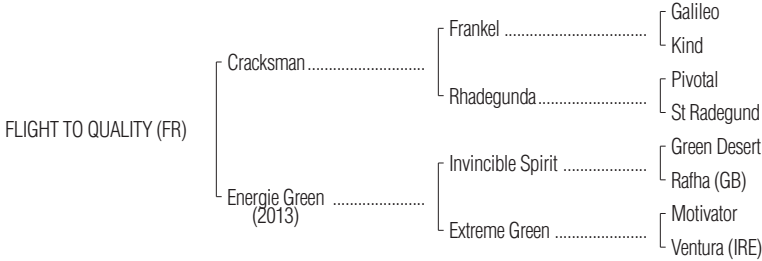 Galileo
Frankel ..................................
Kind
Cracksman............................
Pivotal
Rhadegunda..........................
St Radegund
FLIGHT TO QUALITY (FR)
Green Desert
Invincible Spirit ....................
Rafha (GB)
Energie Green ......................
(2013)
Motivator
Extreme Green ......................
Ventura (IRE)